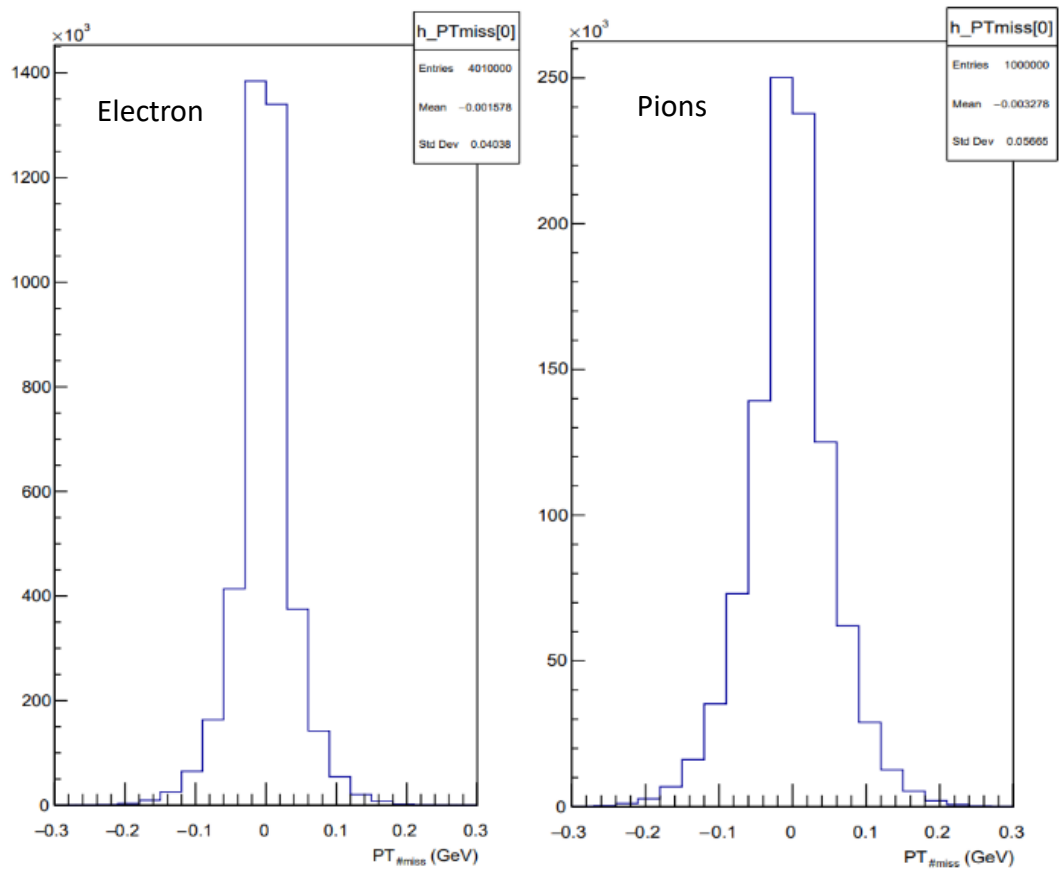 ×10³
h_PTmiss[0]
Entries 4010000
Mean −0.001578
Std Dev 0.04038
Electron
1400
1200
1000
800
600
400
200
0
−0.3 −0.2 −0.1 0 0.1 0.2 0.3
PT#miss (GeV)
×10³
h_PTmiss[0]
Entries 1000000
Mean −0.003278
Std Dev 0.05665
Pions
250
200
150
100
50
0
−0.3 −0.2 −0.1 0 0.1 0.2 0.3
PT#miss (GeV)